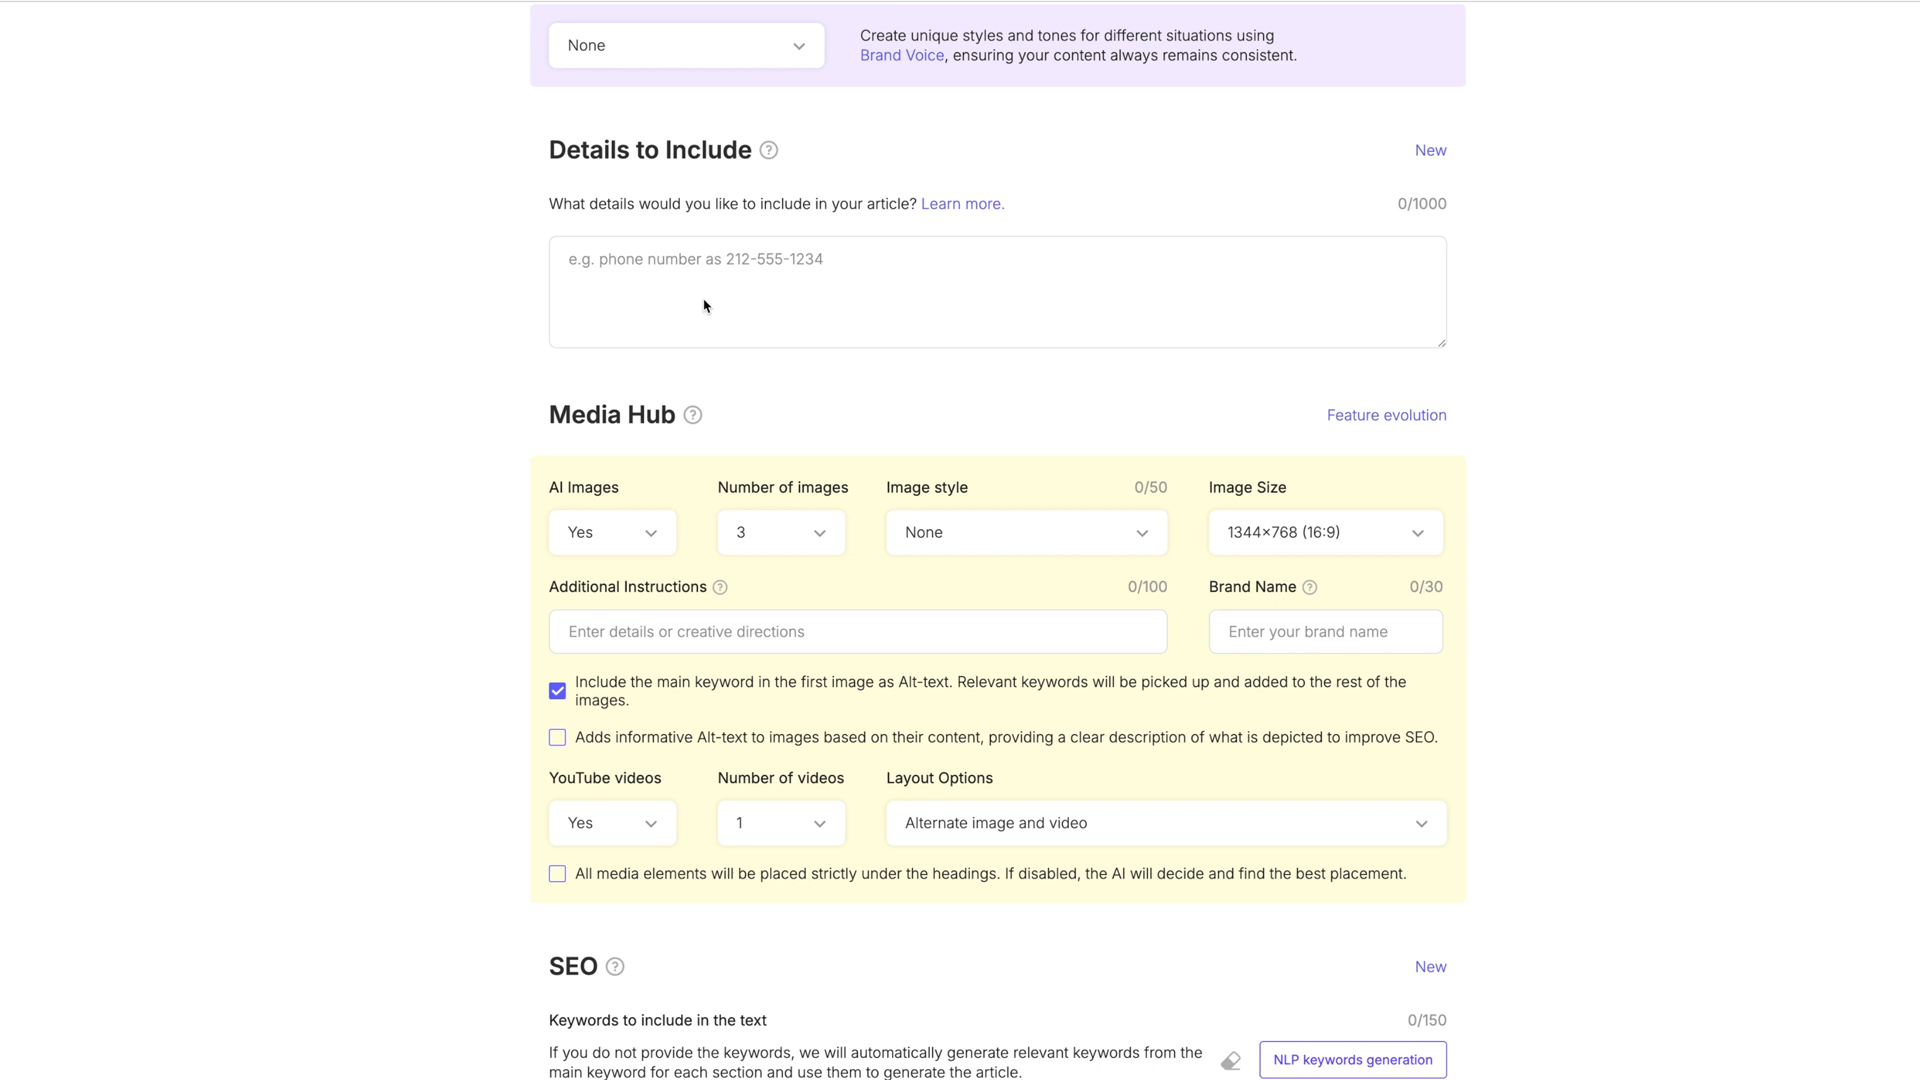 None
Create unique styles and tones for different situations using
Brand Voice, ensuring your content always remains consistent.
Details to Include
New
What details would you like to include in your article? Learn more.
0/1000
e.g. phone number as 212-555-1234
Media Hub
Feature evolution
AI Images
Number of images
Image style
0/50
Image Size
Yes
3
None
1344×768 (16:9)
Additional Instructions
0/100
Brand Name
0/30
Enter details or creative directions
Enter your brand name
Include the main keyword in the first image as Alt-text. Relevant keywords will be picked up and added to the rest of the
images.
Adds informative Alt-text to images based on their content, providing a clear description of what is depicted to improve SEO.
YouTube videos
Number of videos
Layout Options
Yes
1
Alternate image and video
All media elements will be placed strictly under the headings. If disabled, the AI will decide and find the best placement.
SEO
New
Keywords to include in the text
0/150
If you do not provide the keywords, we will automatically generate relevant keywords from the
main keyword for each section and use them to generate the article.
NLP keywords generation